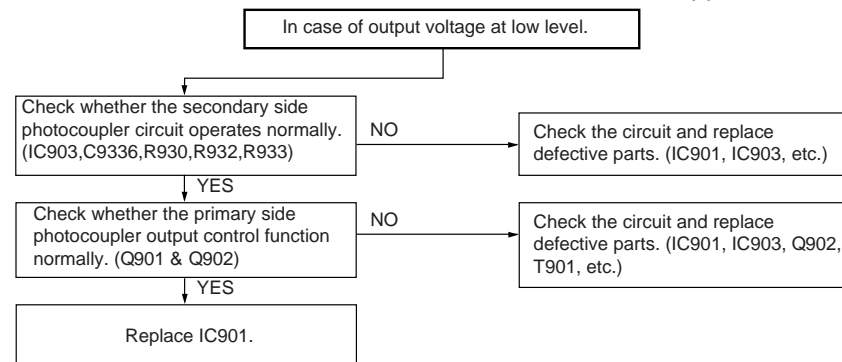 In case of output voltage at low level.
Check whether the secondary side
photocoupler circuit operates normally.
(IC903,C9336,R930,R932,R933)
NO
Check the circuit and replace
defective parts. (IC901, IC903, etc.)
YES
Check whether the primary side
photocoupler output control function
normally. (Q901 & Q902)
NO
Check the circuit and replace
defective parts. (IC901, IC903, Q902,
T901, etc.)
YES
Replace IC901.